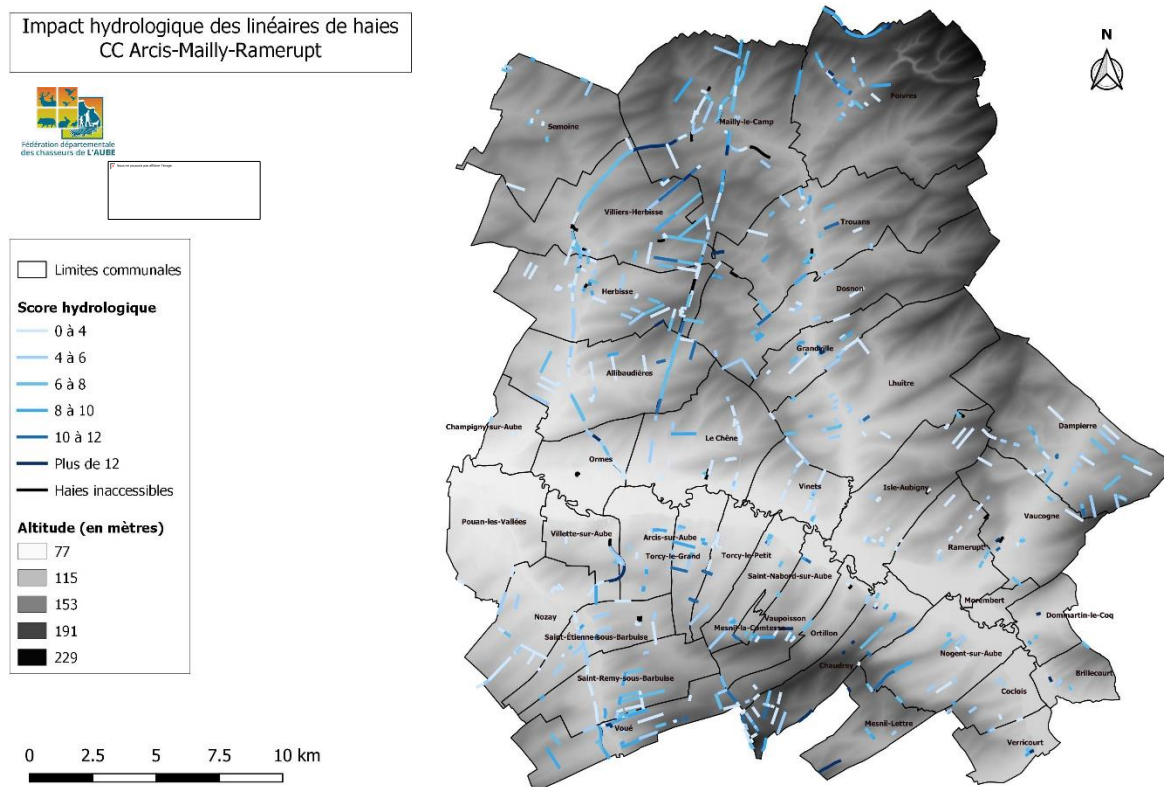 Impact hydrologique des linéaires de haies
CC Arcis-Mailly-Ramerupt
Fédération départementale
des chasseurs de L'AUBE
Limites communales
Score hydrologique
0 à 4
4 à 6
6 à 8
8 à 10
10 à 12
Plus de 12
Haies inaccessibles
Altitude (en mètres)
77
115
153
191
229
0 2.5 5 7.5 10 km
N
Poivres
Mailly-le-Camp
Semoine
Villiers-Herbisse
Trouans
Herbisse
Dosnon
Grandville
Allibaudières
Lhuître
Champigny-sur-Aube
Dampierre
Le Chêne
Ormes
Vinets
Isle-Aubigny
Pouan-les-Vallées
Vaucogne
Villette-sur-Aube
Arcis-sur-Aube
Ramerupt
Torcy-le-Grand
Torcy-le-Petit
Saint-Nabord-sur-Aube
Morembert
Dommartin-le-Coq
Nozay
Vaupoisson
Mesnil-la-Comtesse
Ortillon
Saint-Étienne-sous-Barbuise
Nogent-sur-Aube
Chaudrey
Brillecourt
Saint-Remy-sous-Barbuise
Coclois
Mesnil-Lettre
Voué
Verricourt